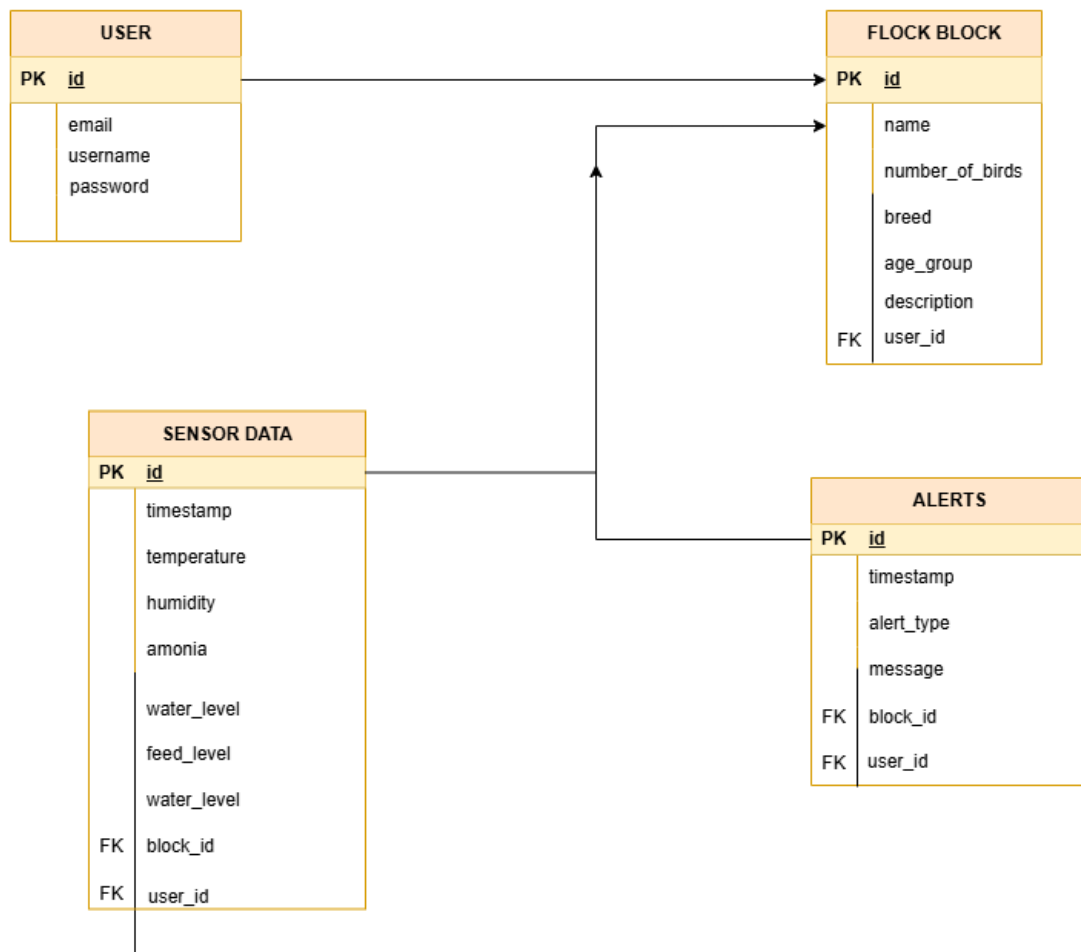 USER
PK id
email
username
password
FLOCK BLOCK
PK id
name
number_of_birds
breed
age_group
description
FK user_id
SENSOR DATA
PK id
timestamp
temperature
humidity
amonia
water_level
feed_level
water_level
FK block_id
FK user_id
ALERTS
PK id
timestamp
alert_type
message
FK block_id
FK user_id